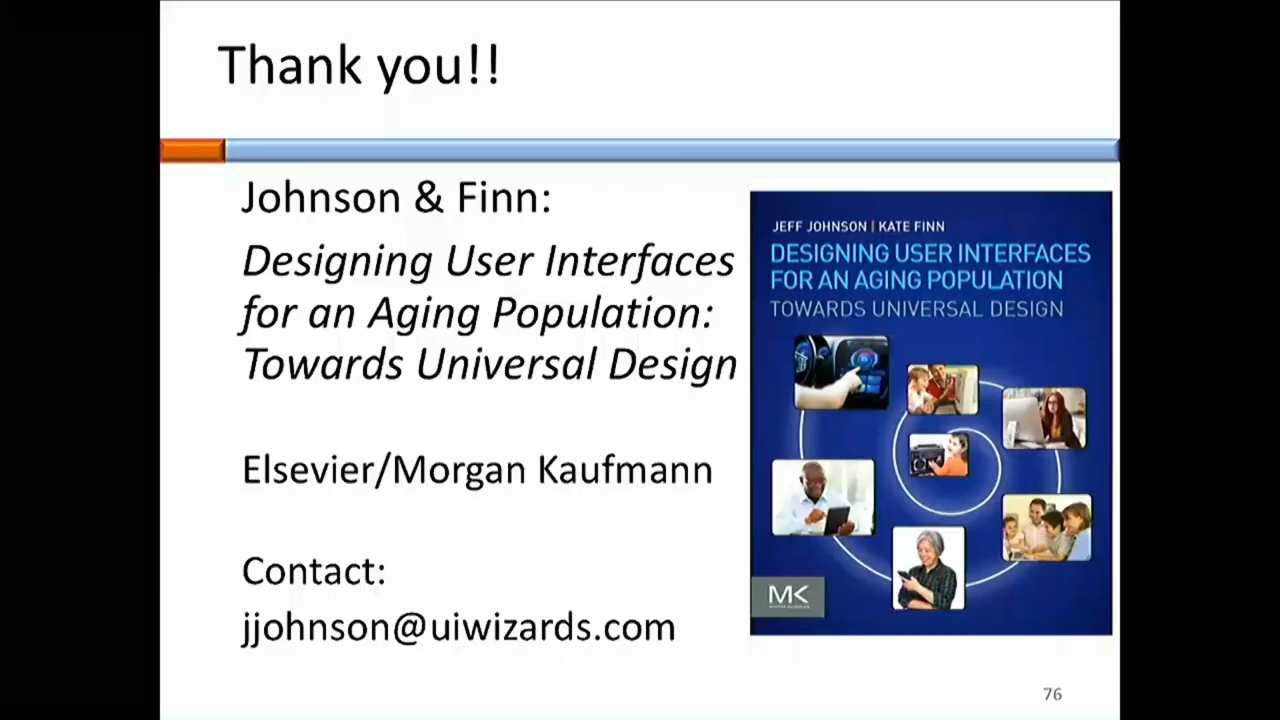 Thank you!!
Johnson & Finn:
Designing User Interfaces
for an Aging Population:
Towards Universal Design
Elsevier/Morgan Kaufmann
Contact:
jjohnson@uiwizards.com
JEFF JOHNSON | KATE FINN
DESIGNING USER INTERFACES
FOR AN AGING POPULATION
TOWARDS UNIVERSAL DESIGN
MK
76